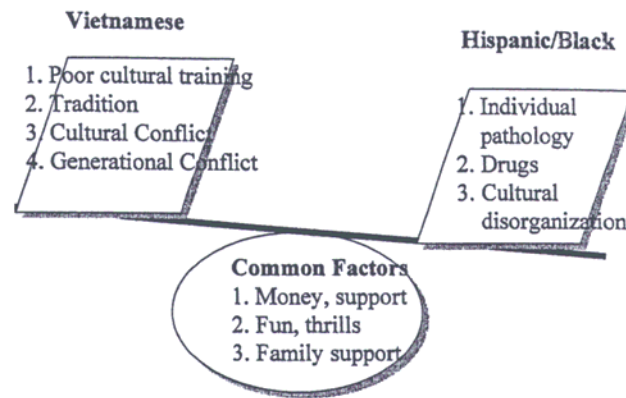 Vietnamese
1. Poor cultural training
2. Tradition
3. Cultural Conflict
4. Generational Conflict
Hispanic/Black
1. Individual
pathology
2. Drugs
3. Cultural
disorganization
Common Factors
1. Money, support
2. Fun, thrills
3. Family support